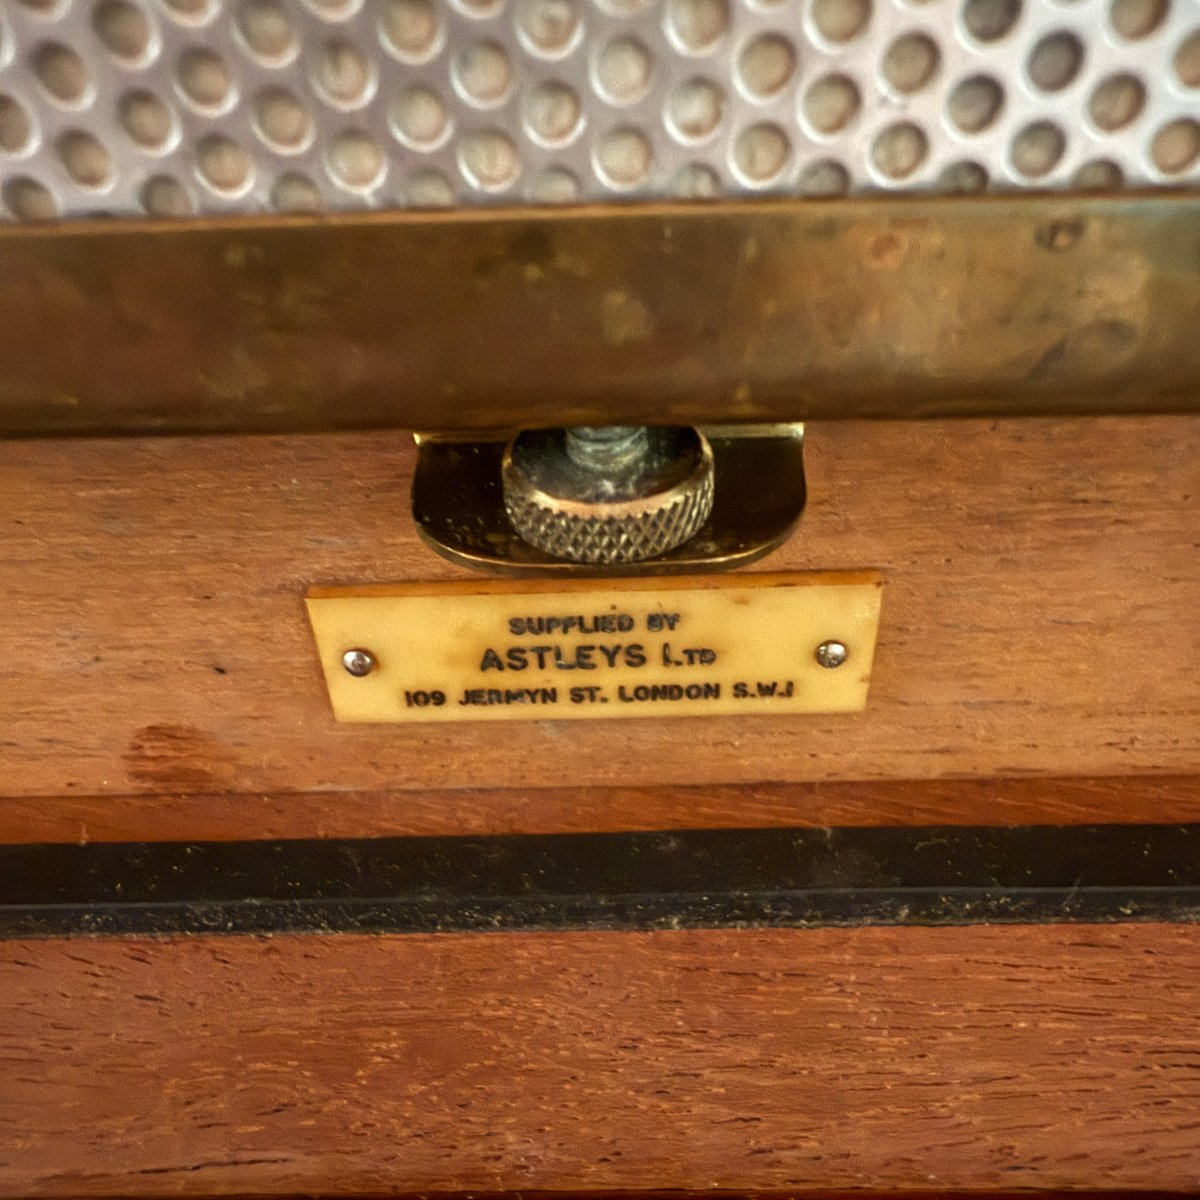 SUPPLIED BY
ASTLEYS LTD
109 JERMYN ST. LONDON S.W.1